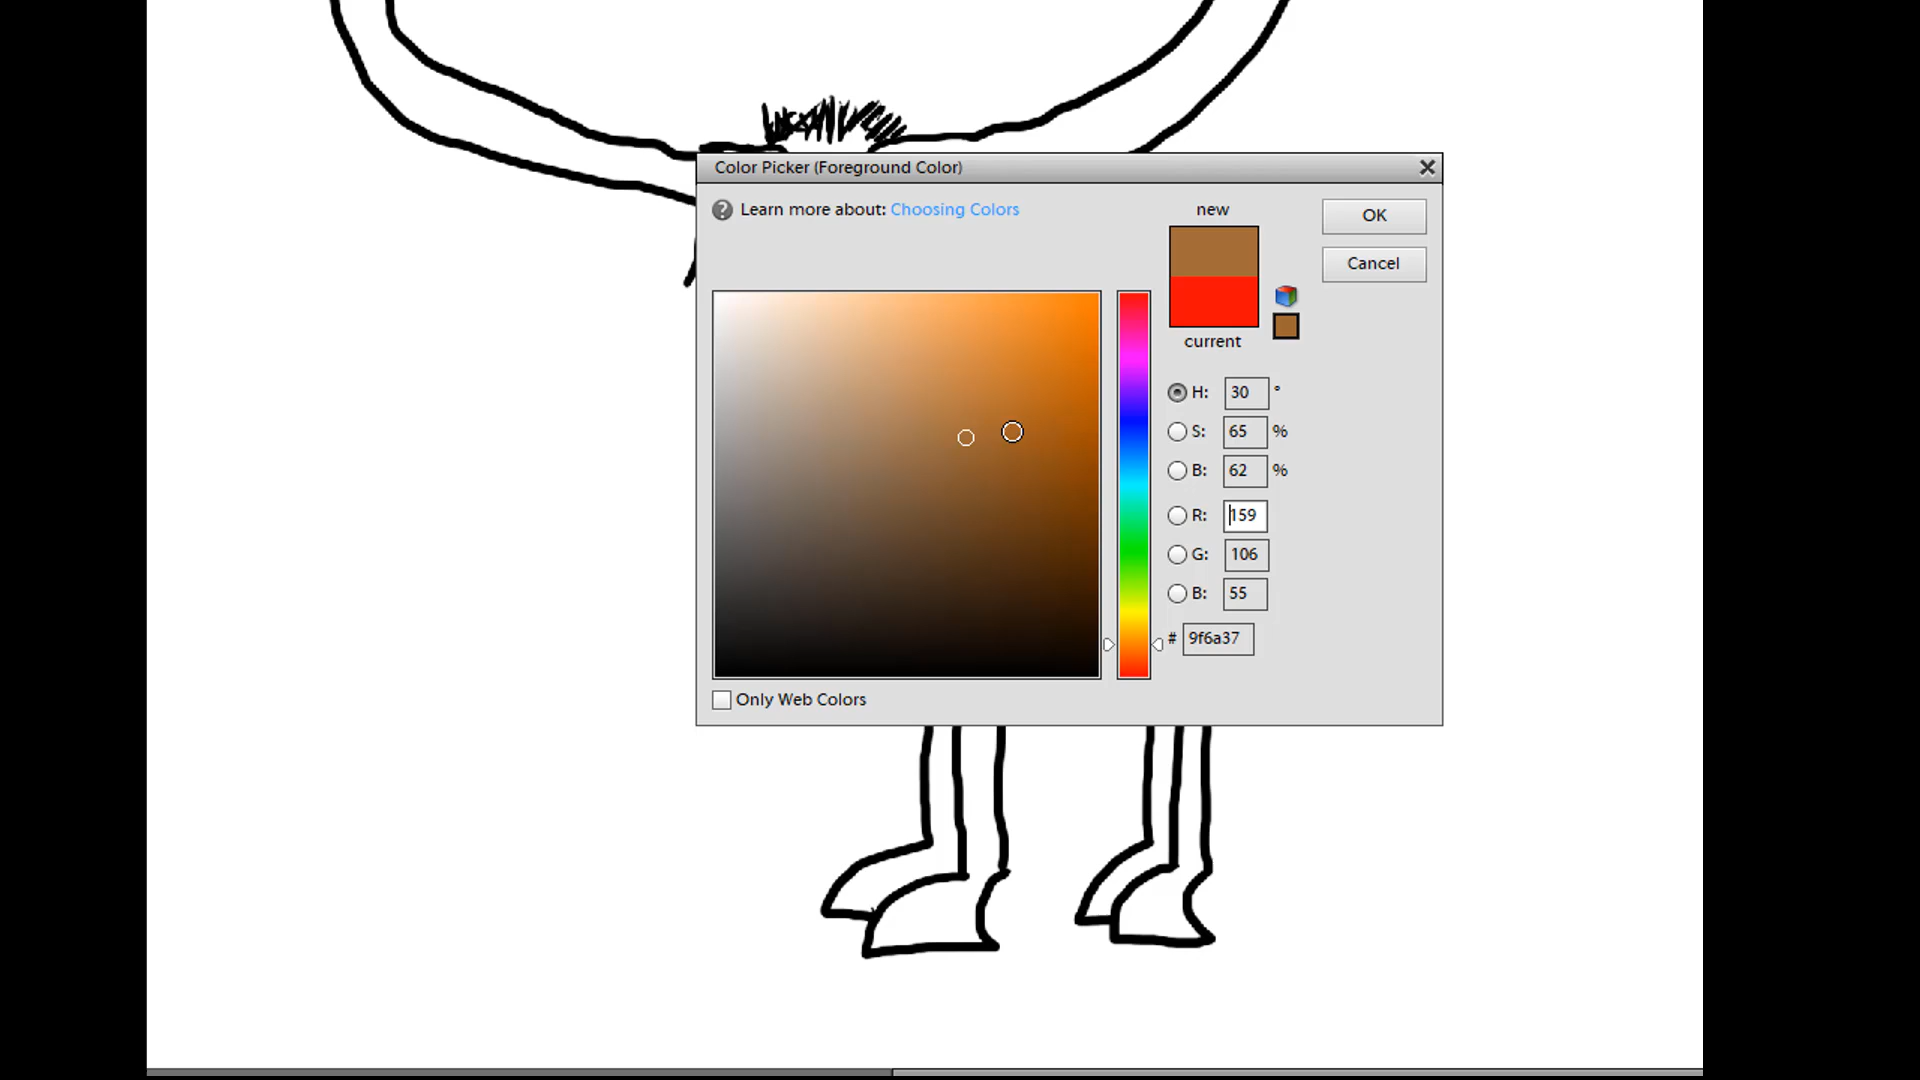 Color Picker (Foreground Color)
? Learn more about: Choosing Colors
new
OK
Cancel
current
H: 30 °
S: 65 %
B: 62 %
R: 159
G: 106
B: 55
# 9f6a37
Only Web Colors